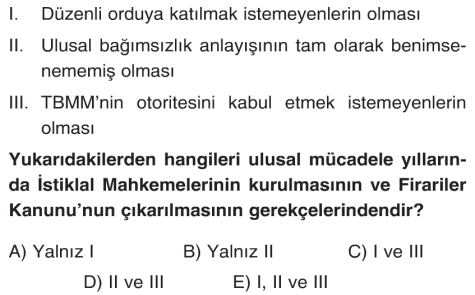 I. Düzenli orduya katılmak istemeyenlerin olması
II. Ulusal bağımsızlık anlayışının tam olarak benimse-
nememiş olması
III. TBMM'nin otoritesini kabul etmek istemeyenlerin
olması
Yukarıdakilerden hangileri ulusal mücadele yılların-
da İstiklal Mahkemelerinin kurulmasının ve Firariler
Kanunu'nun çıkarılmasının gerekçelerindendir?
A) Yalnız I B) Yalnız II C) I ve III
D) II ve III E) I, II ve III